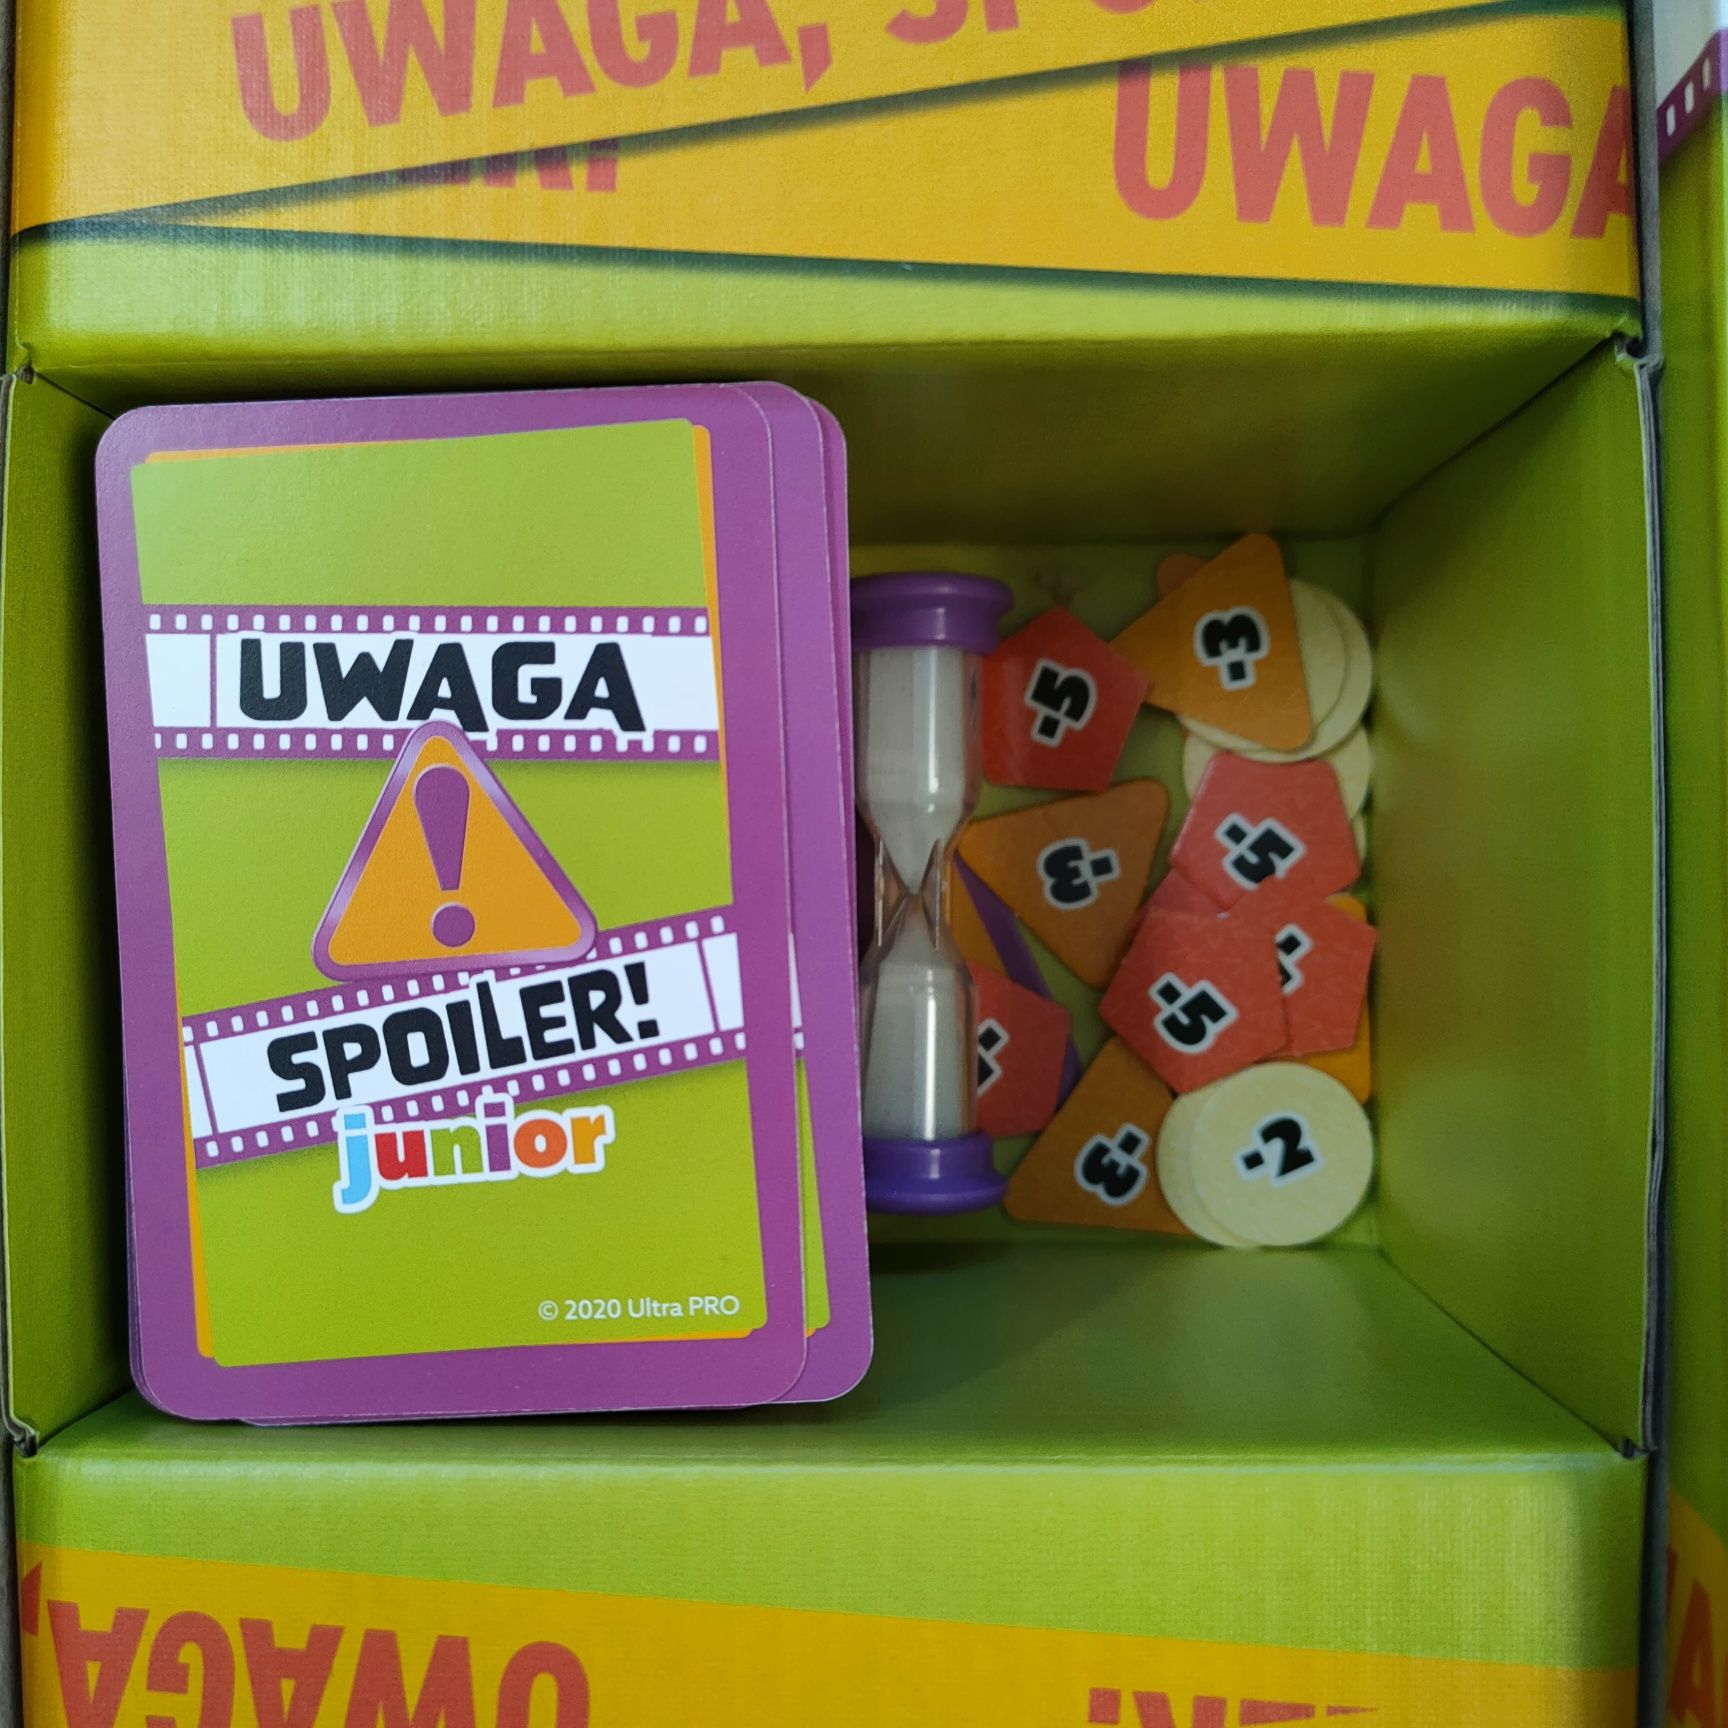 UWAGA,
UWAGA
UWAGA
SPOILER!
junior
© 2020 Ultra PRO
-5
-3
-3
-5
-5
-3
-2
UWAGA,